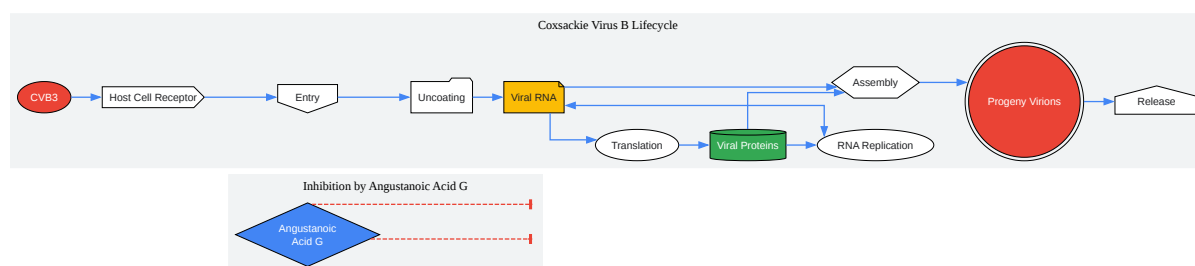 Coxsackie Virus B Lifecycle
CVB3
Host Cell Receptor
Entry
Uncoating
Viral RNA
Assembly
Progeny Virions
Release
Translation
Viral Proteins
RNA Replication
Inhibition by Angustanoic Acid G
Angustanoic
Acid G